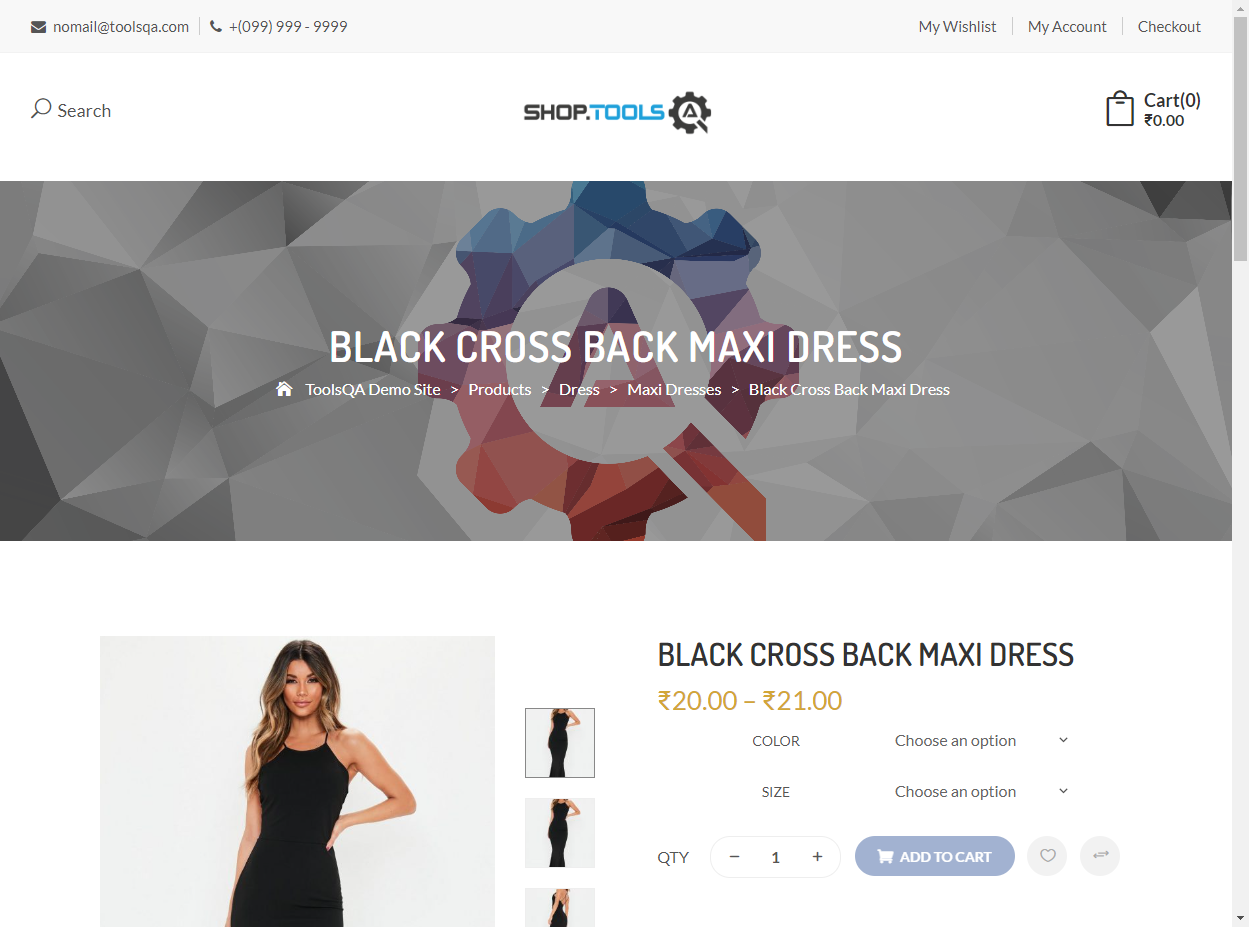 nomail@toolsqa.com
+(099) 999 - 9999
My Wishlist
My Account
Checkout
Search
SHOP.TOOLS
Cart(0)
₹0.00
BLACK CROSS BACK MAXI DRESS
ToolsQA Demo Site > Products > Dress > Maxi Dresses > Black Cross Back Maxi Dress
BLACK CROSS BACK MAXI DRESS
₹20.00 – ₹21.00
COLOR
Choose an option
SIZE
Choose an option
QTY
− 1 +
ADD TO CART